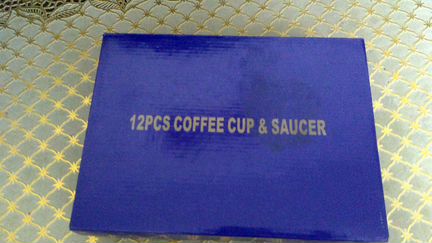 12PCS COFFEE CUP & SAUCER